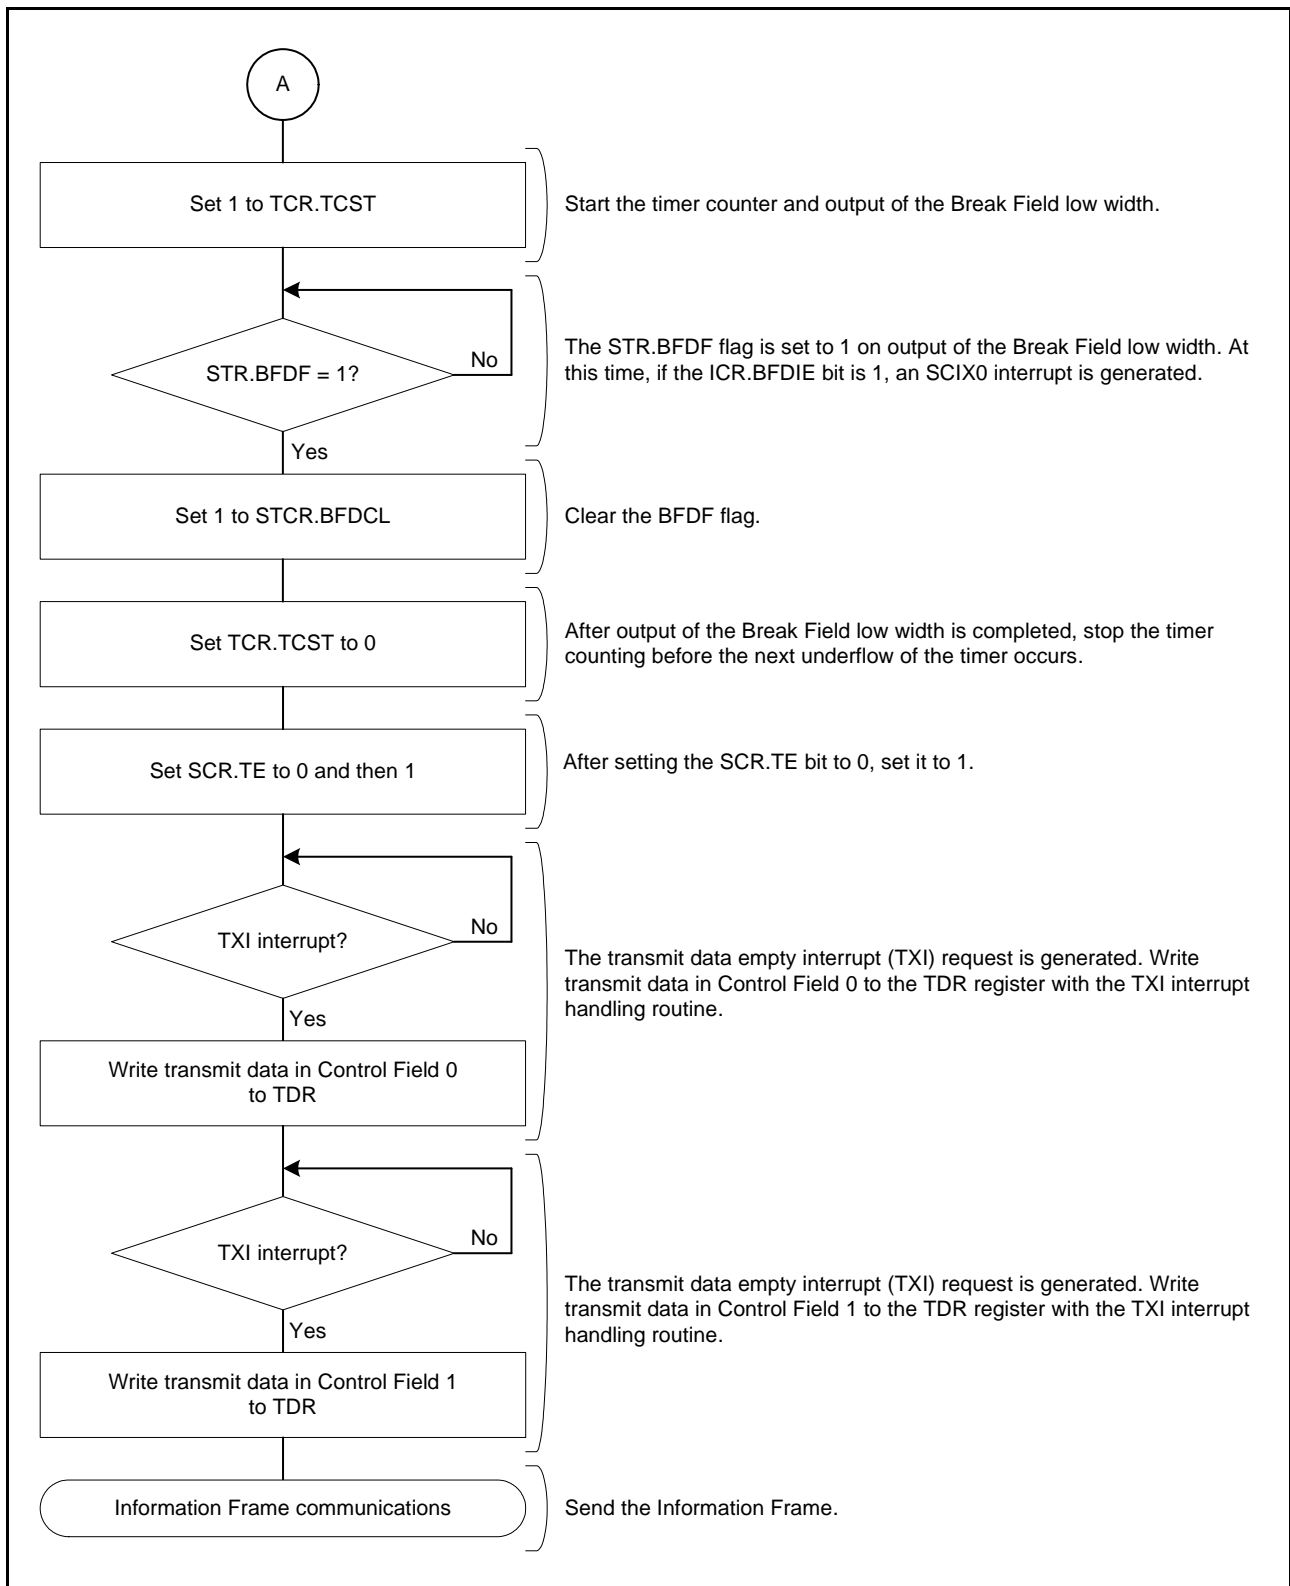 A
Set 1 to TCR.TCST
Start the timer counter and output of the Break Field low width.
STR.BFDF = 1?
No
The STR.BFDF flag is set to 1 on output of the Break Field low width. At
this time, if the ICR.BFDIE bit is 1, an SCIX0 interrupt is generated.
Yes
Set 1 to STCR.BFDCL
Clear the BFDF flag.
Set TCR.TCST to 0
After output of the Break Field low width is completed, stop the timer
counting before the next underflow of the timer occurs.
Set SCR.TE to 0 and then 1
After setting the SCR.TE bit to 0, set it to 1.
TXI interrupt?
No
The transmit data empty interrupt (TXI) request is generated. Write
transmit data in Control Field 0 to the TDR register with the TXI interrupt
handling routine.
Yes
Write transmit data in Control Field 0
to TDR
TXI interrupt?
No
The transmit data empty interrupt (TXI) request is generated. Write
transmit data in Control Field 1 to the TDR register with the TXI interrupt
handling routine.
Yes
Write transmit data in Control Field 1
to TDR
Information Frame communications
Send the Information Frame.